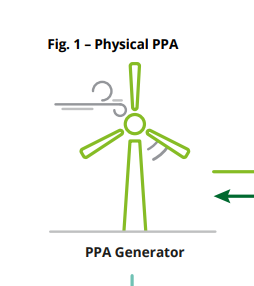 Fig. 1 – Physical PPA
PPA Generator